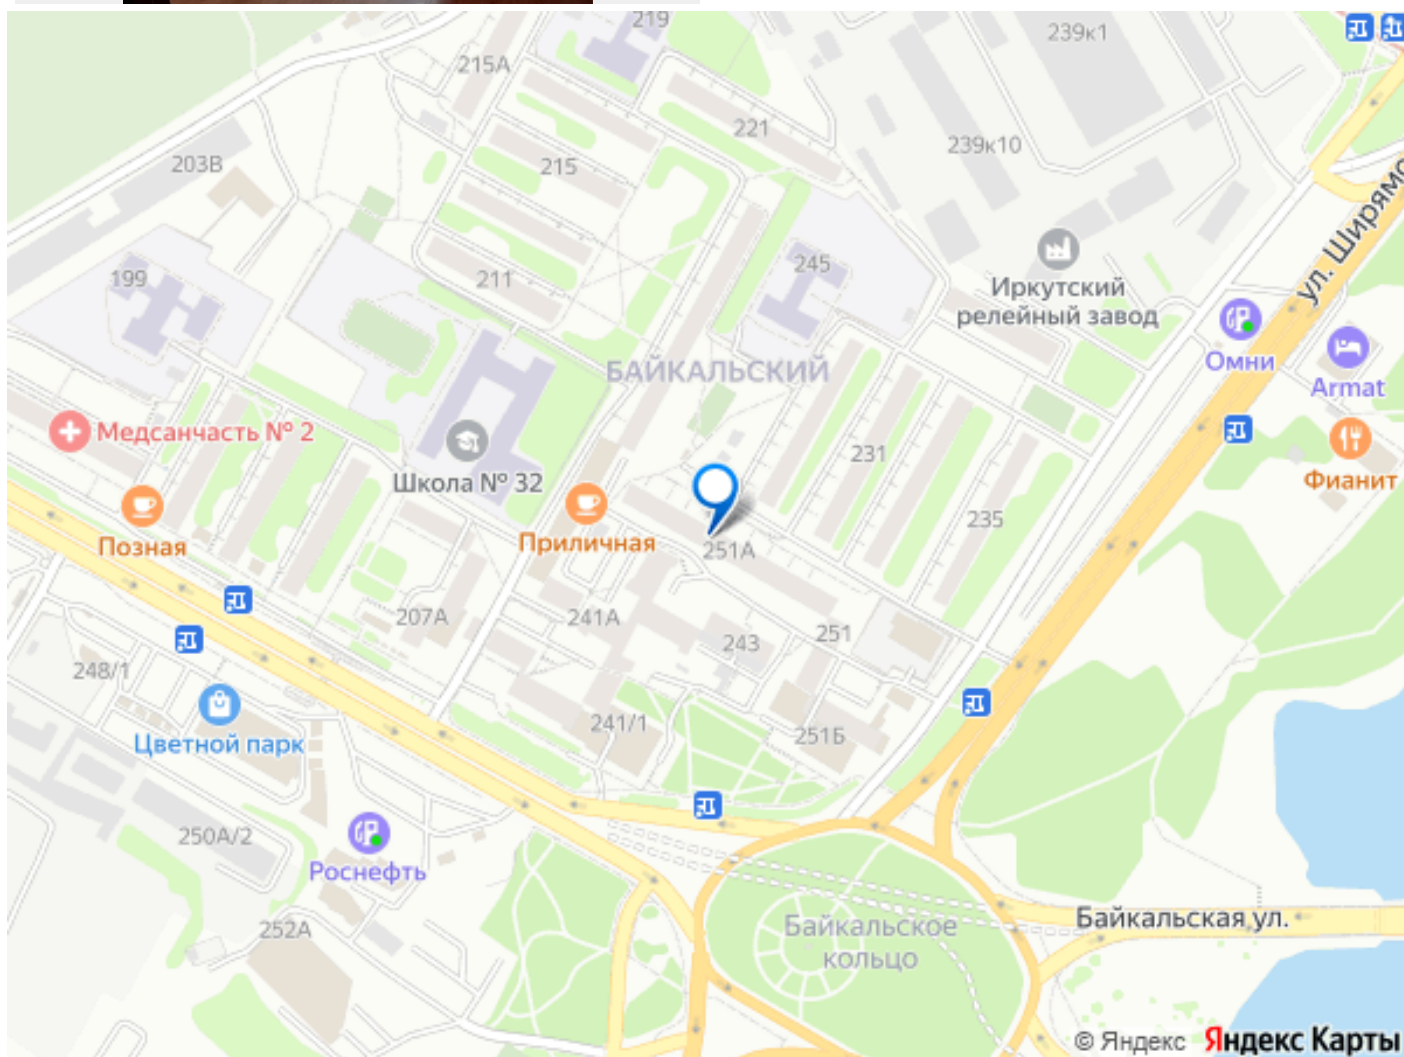 219
239к1
215А
221
239к10
203В
215
ул. Ширямо
199
211
245
Иркутский
релейный завод
БАЙКАЛЬСКИЙ
Омни
Armat
Медсанчасть № 2
231
Школа № 32
Фианит
Позная
Приличная
251А
235
207А
241А
243
251
248/1
241/1
251Б
Цветной парк
250А/2
Роснефть
252А
Байкальское
кольцо
Байкальская ул.
© Яндекс Яндекс Карты